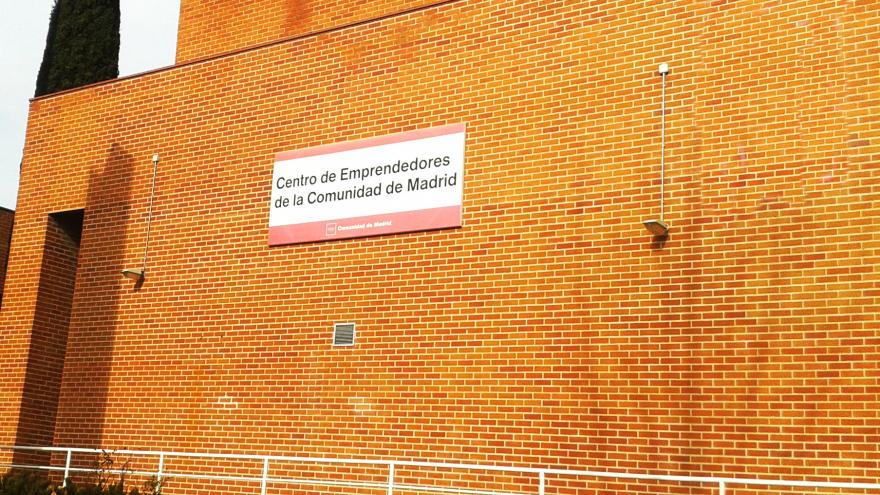 Centro de Emprendedores
de la Comunidad de Madrid
Comunidad de Madrid